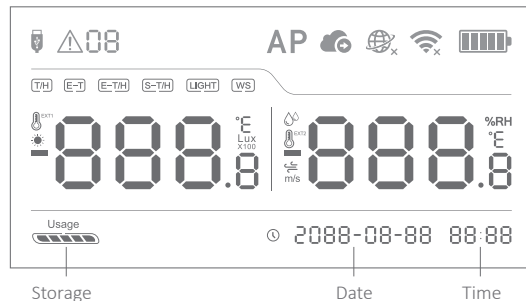 08 AP
T/H E-T E-T/H S-T/H LIGHT WS
EXT1 888.8 °E Lux X100
EXT2 888.8 %RH °E m/s
Usage
2088-08-88 88:88
Storage Date Time